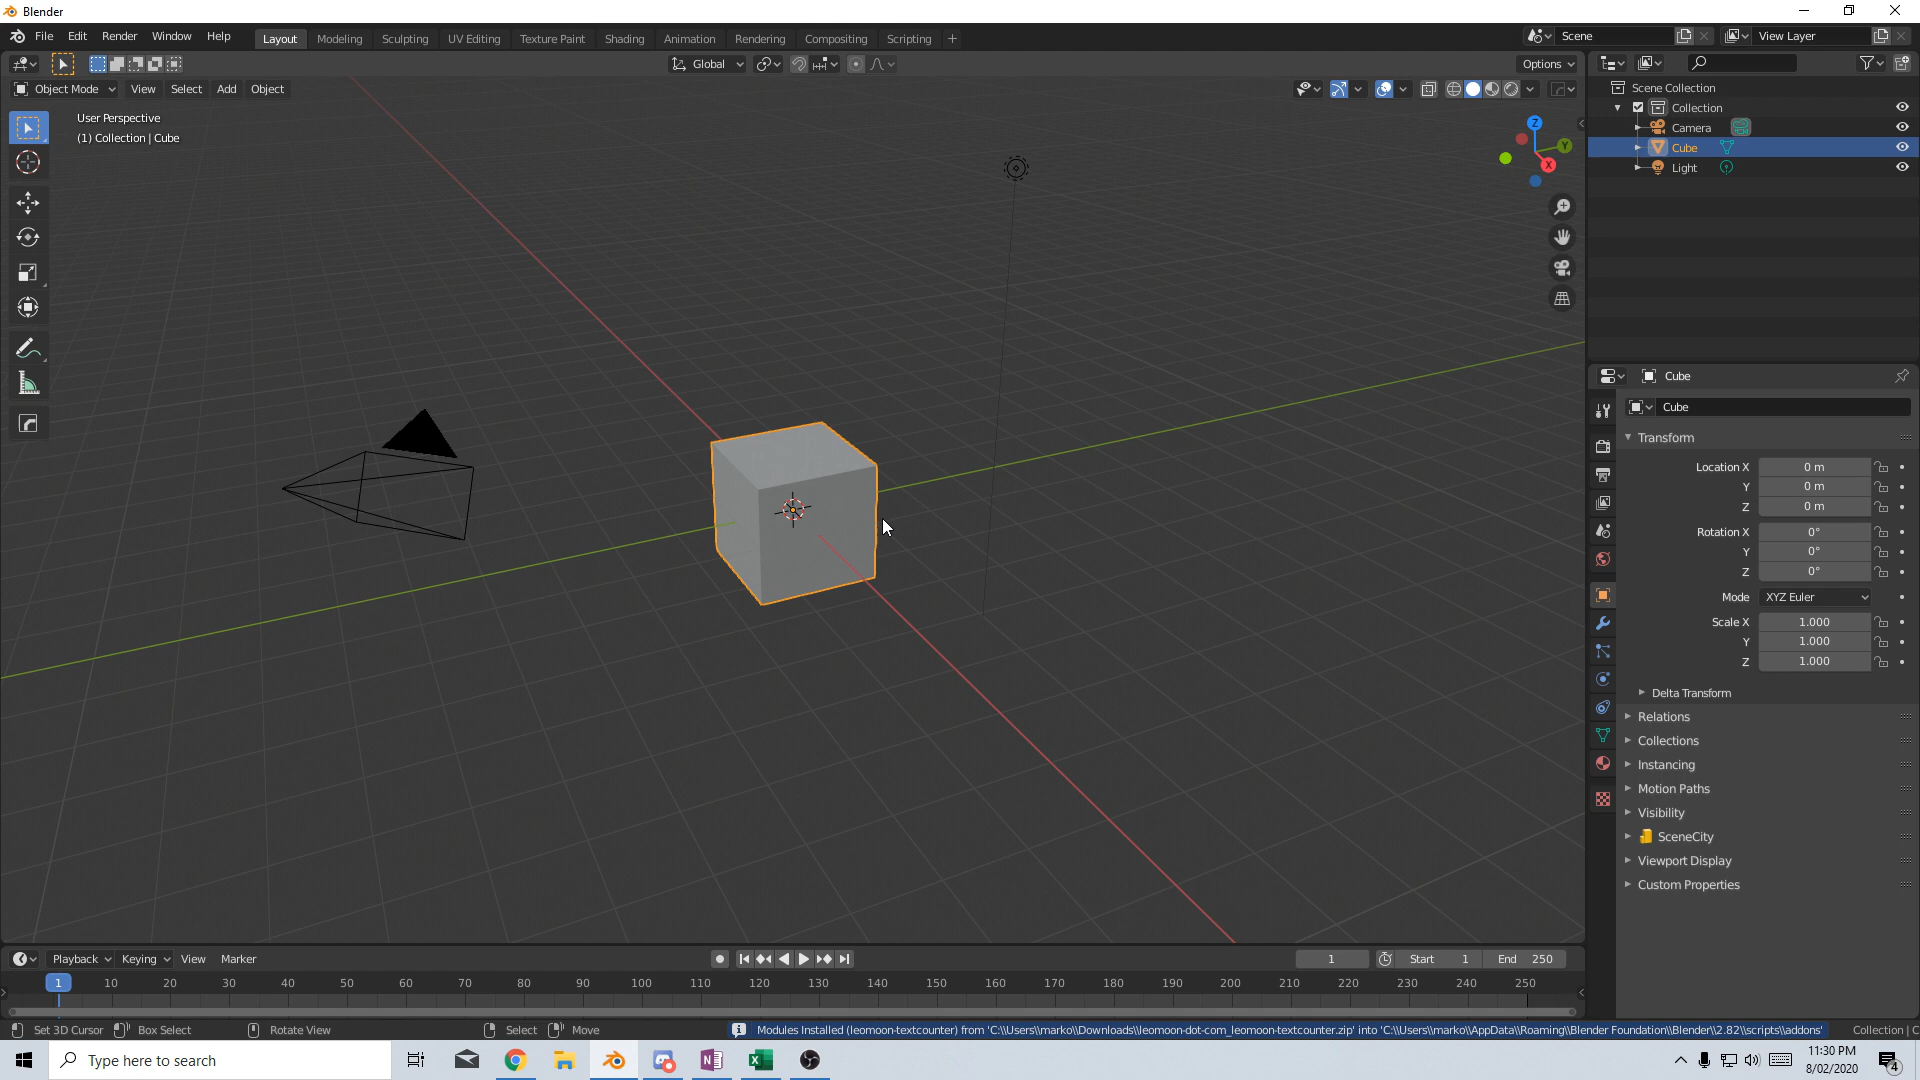 Blender
File Edit Render Window Help
Layout Modeling Sculpting UV Editing Texture Paint Shading Animation Rendering Compositing Scripting +
Scene
View Layer
Global
Options
Object Mode View Select Add Object
User Perspective
(1) Collection | Cube
Z
Y
X
Scene Collection
Collection
Camera
Cube
Light
Cube
Cube
Transform
Location X 0 m
Y 0 m
Z 0 m
Rotation X 0°
Y 0°
Z 0°
Mode XYZ Euler
Scale X 1.000
Y 1.000
Z 1.000
Delta Transform
Relations
Collections
Instancing
Motion Paths
Visibility
SceneCity
Viewport Display
Custom Properties
Playback Keying View Marker
1
Start 1
End 250
1 10 20 30 40 50 60 70 80 90 100 110 120 130 140 150 160 170 180 190 200 210 220 230 240 250
Set 3D Cursor Box Select Rotate View Select Move
Modules Installed (leomoon-textcounter) from 'C:\\Users\\marko\\Downloads\\leomoon-dot-com_leomoon-textcounter.zip' into 'C:\\Users\\marko\\AppData\\Roaming\\Blender Foundation\\Blender\\2.82\\scripts\\addons'
Collection | C
Type here to search
11:30 PM
8/02/2020
4